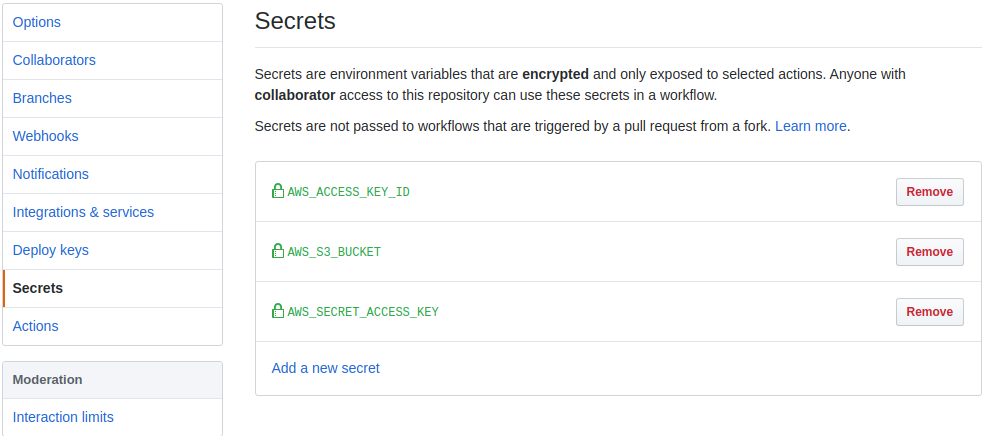 Options
Collaborators
Branches
Webhooks
Notifications
Integrations & services
Deploy keys
Secrets
Actions
Moderation
Interaction limits
Secrets
Secrets are environment variables that are encrypted and only exposed to selected actions. Anyone with
collaborator access to this repository can use these secrets in a workflow.
Secrets are not passed to workflows that are triggered by a pull request from a fork. Learn more.
AWS_ACCESS_KEY_ID Remove
AWS_S3_BUCKET Remove
AWS_SECRET_ACCESS_KEY Remove
Add a new secret